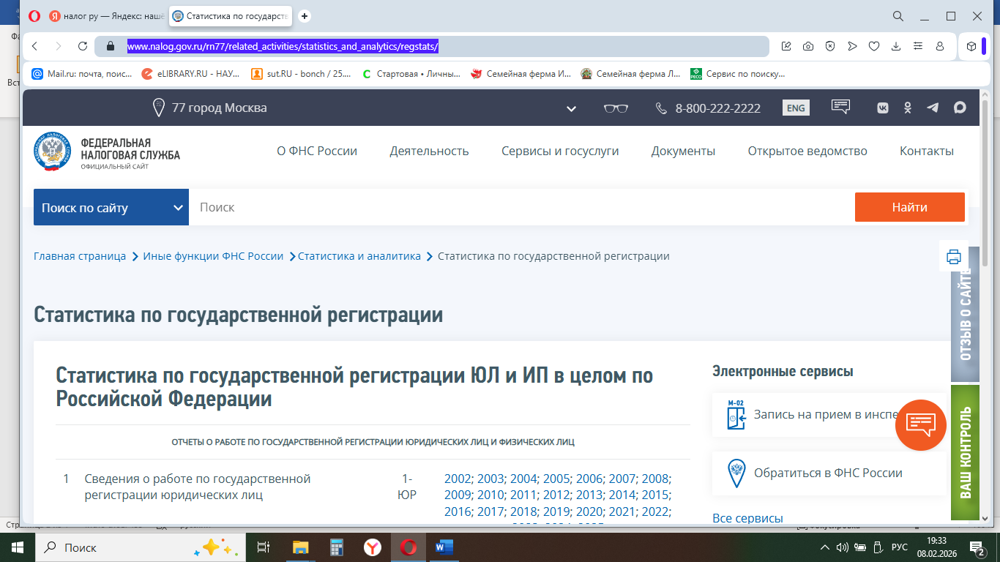 налог ру — Яндекс: нашё
Статистика по государств
www.nalog.gov.ru/rn77/related_activities/statistics_and_analytics/regstats/
Mail.ru: почта, поис...
eLIBRARY.RU - НАУ...
sut.RU - bonch / 25....
Стартовая • Личны...
Семейная ферма И...
Семейная ферма Л...
Сервис по поиску...
77 город Москва
8-800-222-2222
ENG
ФЕДЕРАЛЬНАЯ
НАЛОГОВАЯ СЛУЖБА
ОФИЦИАЛЬНЫЙ САЙТ
О ФНС России
Деятельность
Сервисы и госуслуги
Документы
Открытое ведомство
Контакты
Поиск по сайту
Поиск
Найти
Главная страница
Иные функции ФНС России
Статистика и аналитика
Статистика по государственной регистрации
ОТЗЫВ О САЙТЕ
Статистика по государственной регистрации
Статистика по государственной регистрации ЮЛ и ИП в целом по
Российской Федерации
ОТЧЕТЫ О РАБОТЕ ПО ГОСУДАРСТВЕННОЙ РЕГИСТРАЦИИ ЮРИДИЧЕСКИХ ЛИЦ И ФИЗИЧЕСКИХ ЛИЦ
1
Сведения о работе по государственной
регистрации юридических лиц
1-
ЮР
2002; 2003; 2004; 2005; 2006; 2007; 2008;
2009; 2010; 2011; 2012; 2013; 2014; 2015;
2016; 2017; 2018; 2019; 2020; 2021; 2022;
Электронные сервисы
М-02
Запись на прием в инспе
Обратиться в ФНС России
Все сервисы
ВАШ КОНТРОЛЬ
Поиск
РУС
19:33
08.02.2026
2